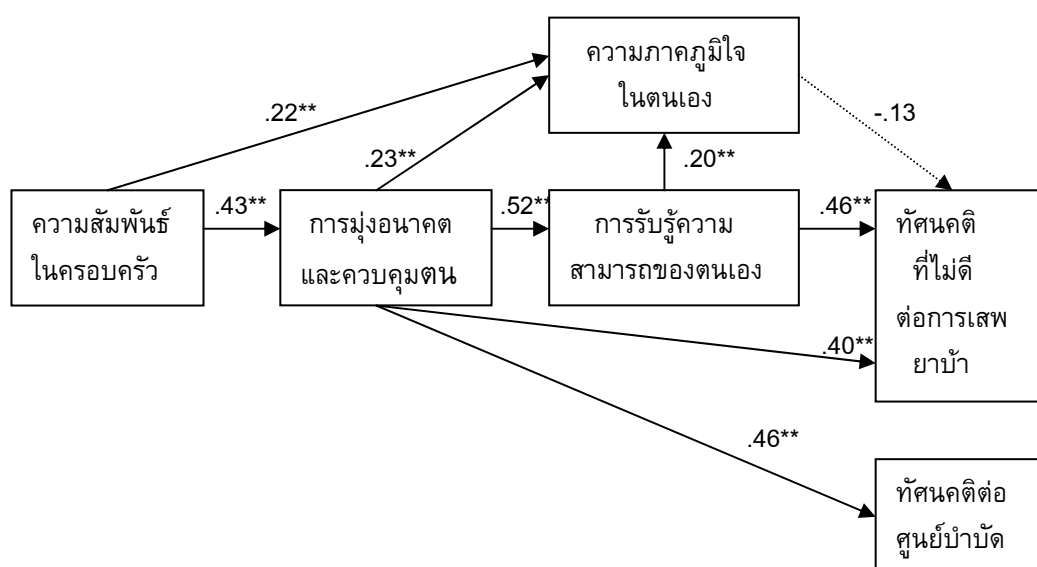 ความภาคภูมิใจ
ในตนเอง
.22**
-.13
.23**
.20**
ความสัมพันธ์
ในครอบครัว
.43**
การมุ่งอนาคต
และควบคุมตน
.52**
การรับรู้ความ
สามารถของตนเอง
.46**
ทัศนคติ
ที่ไม่ดี
ต่อการเสพ
ยาบ้า
.40**
.46**
ทัศนคติต่อ
ศูนย์บำบัด